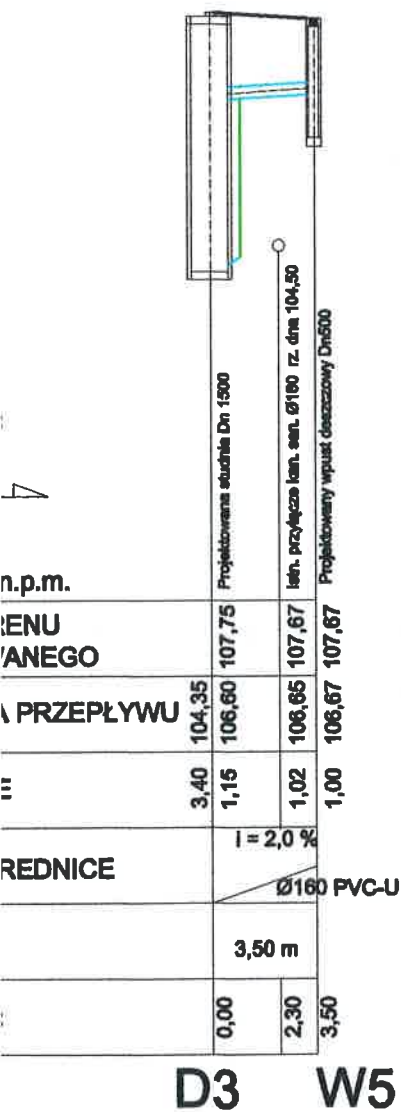 Projektowana studnia Dn 1500
Istn. przyłącze kan. san. Ø160 rz. dna 104,50
Projektowany wpust deszczowy Dn500
n.p.m.
ENU
ANEGO
107,75
107,67
107,67
PRZEPŁYWU
104,35
106,60
106,65
106,67
3,40
1,15
1,02
1,00
REDNICE
i = 2,0 %
Ø160 PVC-U
3,50 m
0,00
2,30
3,50
D3
W5